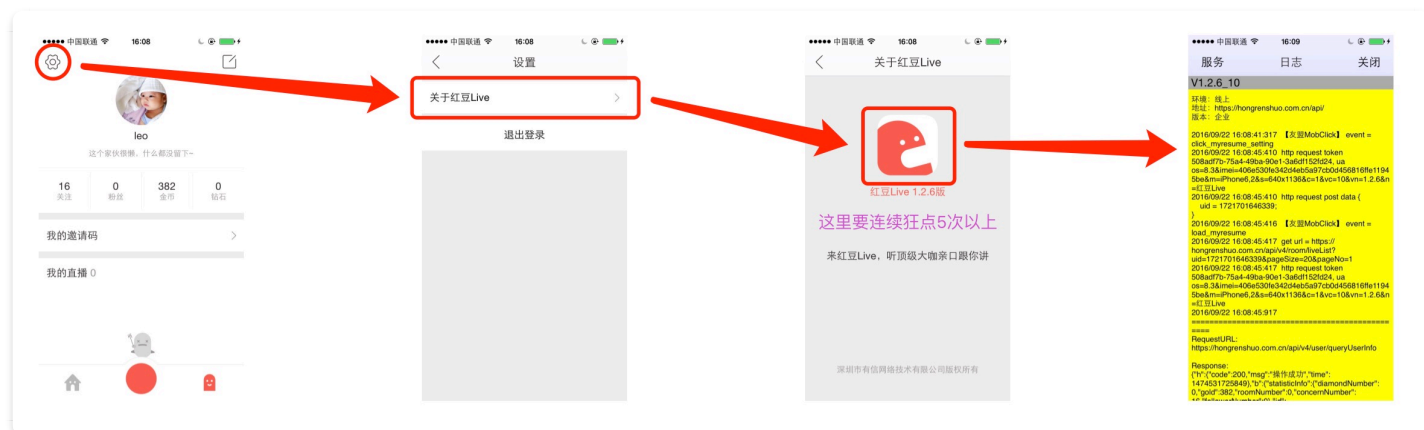 中国联通 16:08
leo
这个家伙很懒,什么都没留下~
16 0 382 0
关注 粉丝 金币 钻石
我的邀请码
我的直播 0
中国联通 16:08
设置
关于红豆Live
退出登录
中国联通 16:08
关于红豆Live
红豆Live 1.2.6版
这里要连续狂点5次以上
来红豆Live,听顶级大咖亲口跟你讲
深圳市有信网络技术有限公司版权所有
中国联通 16:09
服务 日志 关闭
V1.2.6_10
环境: 线上
地址: https://hongrenshuo.com.cn/api/
版本: 企业
2016/09/22 16:08:41:317 【友盟MobClick】 event =
click_myresume_setting
2016/09/22 16:08:45:410 http request token
508adf7b-75a4-49ba-90e1-3a6df152fd24, ua
os=8.3&imei=406e530fe342d4eb5a97cb0d456816ffe1194
5be&m=iPhone6,2&s=640x1136&c=1&vc=10&vn=1.2.6&n
=红豆Live
2016/09/22 16:08:45:410 http request post data {
uid = 1721701646339;
}
2016/09/22 16:08:45:416 【友盟MobClick】 event =
load_myresume
2016/09/22 16:08:45:417 get url = https://
hongrenshuo.com.cn/api/v4/room/liveList?
uid=1721701646339&pageSize=20&pageNo=1
2016/09/22 16:08:45:417 http request token
508adf7b-75a4-49ba-90e1-3a6df152fd24, ua
os=8.3&imei=406e530fe342d4eb5a97cb0d456816ffe1194
5be&m=iPhone6,2&s=640x1136&c=1&vc=10&vn=1.2.6&n
=红豆Live
2016/09/22 16:08:45:917
=============================================
====
RequestURL:
https://hongrenshuo.com.cn/api/v4/user/queryUserInfo
Response:
{"h":{"code":200,"msg":"操作成功","time":
1474531725849},"b":{"statisticInfo":{"diamondNumber":
0,"gold":382,"roomNumber":0,"concernNumber":